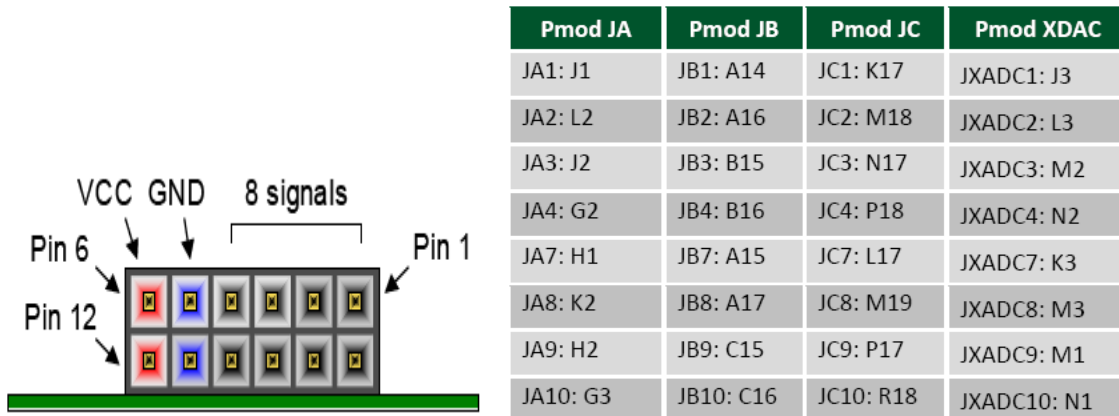 VCC GND 8 signals
Pin 6
Pin 1
Pin 12
Pmod JA Pmod JB Pmod JC Pmod XDAC
JA1: J1 JB1: A14 JC1: K17 JXADC1: J3
JA2: L2 JB2: A16 JC2: M18 JXADC2: L3
JA3: J2 JB3: B15 JC3: N17 JXADC3: M2
JA4: G2 JB4: B16 JC4: P18 JXADC4: N2
JA7: H1 JB7: A15 JC7: L17 JXADC7: K3
JA8: K2 JB8: A17 JC8: M19 JXADC8: M3
JA9: H2 JB9: C15 JC9: P17 JXADC9: M1
JA10: G3 JB10: C16 JC10: R18 JXADC10: N1